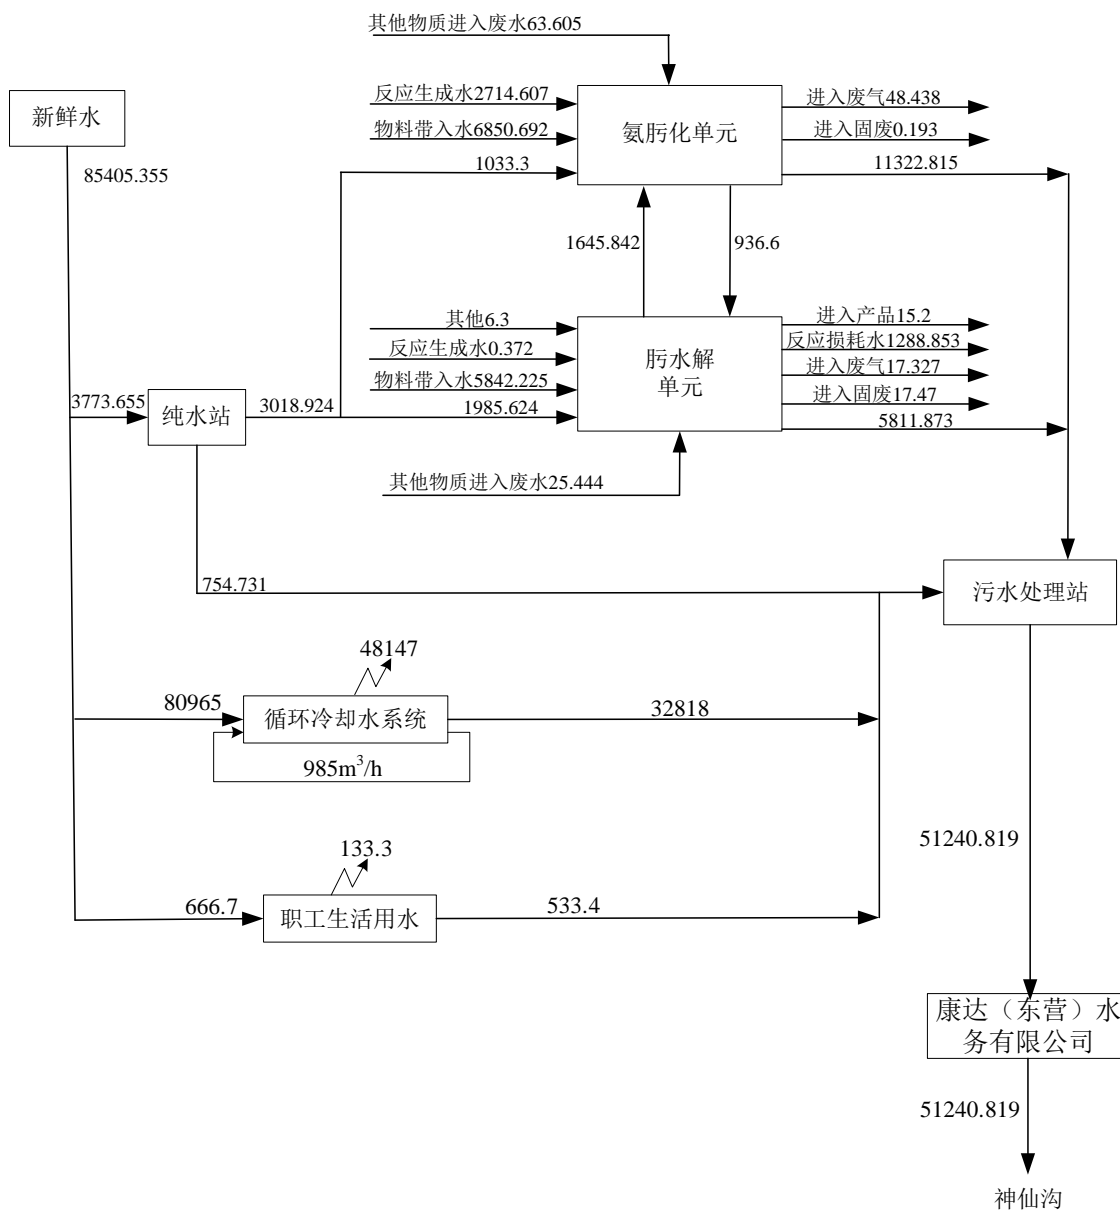 其他物质进入废水63.605
反应生成水2714.607
进入废气48.438
新鲜水
物料带入水6850.692
氨肟化单元
进入固废0.193
85405.355
1033.3
11322.815
1645.842
936.6
其他6.3
进入产品15.2
反应生成水0.372
反应损耗水1288.853
肟水解
单元
物料带入水5842.225
进入废气17.327
进入固废17.47
3773.655
纯水站
3018.924
1985.624
5811.873
其他物质进入废水25.444
754.731
污水处理站
48147
80965
循环冷却水系统
32818
985m³/h
133.3
51240.819
666.7
职工生活用水
533.4
康达（东营）水
务有限公司
51240.819
神仙沟